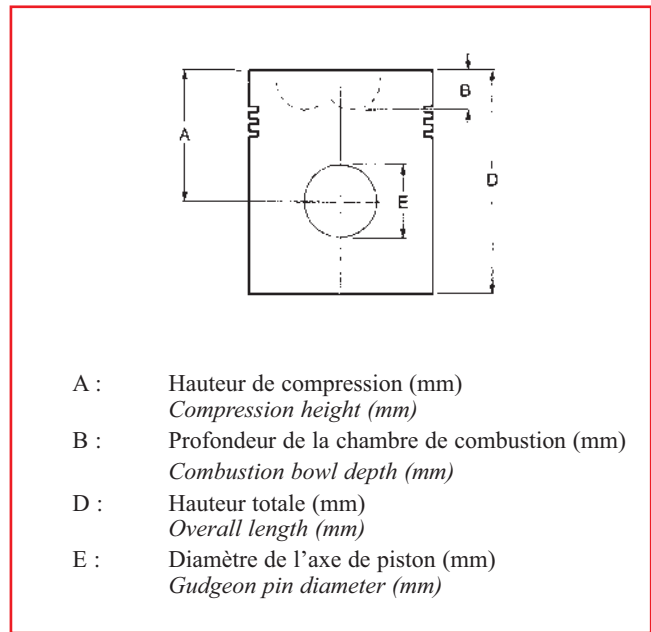 A
B
D
E
A : Hauteur de compression (mm)
Compression height (mm)
B : Profondeur de la chambre de combustion (mm)
Combustion bowl depth (mm)
D : Hauteur totale (mm)
Overall length (mm)
E : Diamètre de l’axe de piston (mm)
Gudgeon pin diameter (mm)